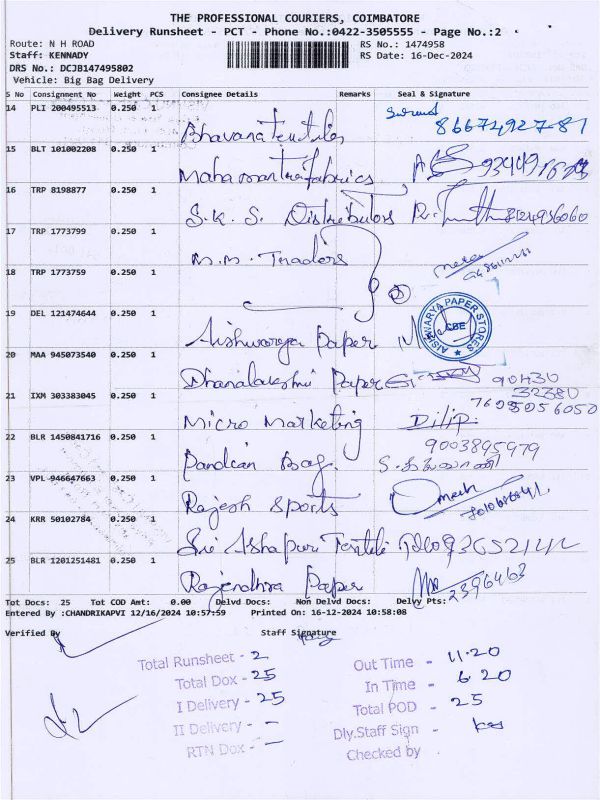 THE PROFESSIONAL COURIERS, COIMBATORE
Delivery Runsheet - PCT - Phone No.:0422-3505555 - Page No.:2
Route: N H ROAD RS No.: 1474958
Staff: KENNADY RS Date: 16-Dec-2024
DRS No.: DCJB147495802
Vehicle: Big Bag Delivery
S No Consignment No Weight PCS Consignee Details Remarks Seal & Signature
14 PLI 200495513 0.250 1 Bhavana Textiles 86674927-81
15 BLT 101002208 0.250 1 Mahamantra fabrics
16 TRP 8198877 0.250 1 S.K.S. Distributors 8124936060
17 TRP 1773799 0.250 1 M.M. Traders
18 TRP 1773759 0.250 1
19 DEL 121474644 0.250 1 Aishwarya Paper AISHWARYA PAPER STORES CBE
20 MAA 945073540 0.250 1 Dhanalakshmi Paper 90430 32380
21 IXM 303383045 0.250 1 Micro Marketing Dilip. 7605056050
22 BLR 1450841716 0.250 1 Pandian Bag. 9003895979
23 VPL 946647663 0.250 1 Rajesh Sports
24 KRR 50102784 0.250 1 Sri Ashapuri Textile
25 BLR 1201251481 0.250 1 Rajendhra Paper 2396463
Tot Docs: 25 Tot COD Amt: 0.00 Delvd Docs: Non Delvd Docs: Delvy Pts:
Entered By :CHANDRIKAPVI 12/16/2024 10:57:59 Printed On: 16-12-2024 10:58:08
Verified By Staff Signature
Total Runsheet - 2 Out Time - 11.20
Total Dox - 25 In Time - 6.20
I Delivery - 25 Total POD - 25
II Delivery - - Dly.Staff Sign -
RTN Dox - - Checked by